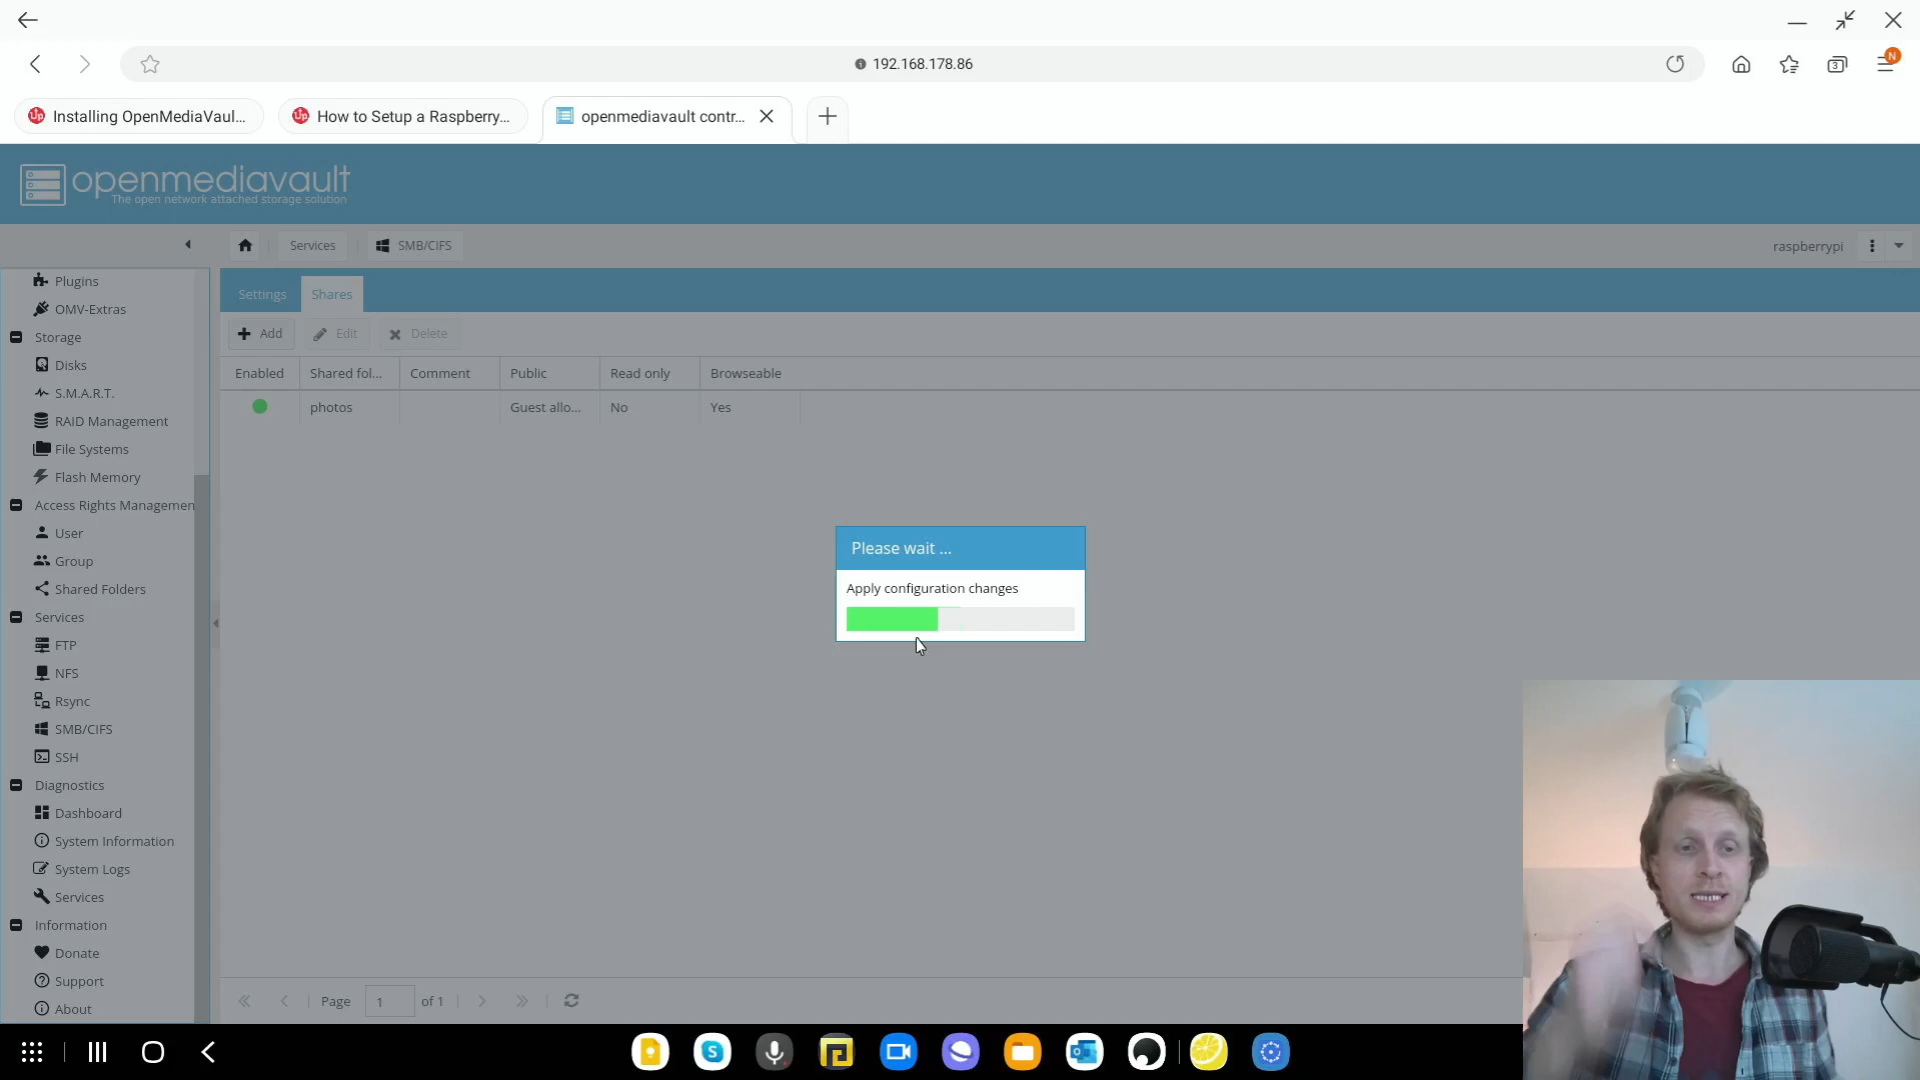 192.168.178.86
3
N
Installing OpenMediaVaul...
How to Setup a Raspberry...
openmediavault contr...
openmediavault
The open network attached storage solution
Services
SMB/CIFS
raspberrypi
Plugins
OMV-Extras
Storage
Disks
S.M.A.R.T.
RAID Management
File Systems
Flash Memory
Access Rights Managemen
User
Group
Shared Folders
Services
FTP
NFS
Rsync
SMB/CIFS
SSH
Diagnostics
Dashboard
System Information
System Logs
Services
Information
Donate
Support
About
Settings
Shares
Add
Edit
Delete
Enabled
Shared fol...
Comment
Public
Read only
Browseable
photos
Guest allo...
No
Yes
Please wait ...
Apply configuration changes
Page
1
of 1